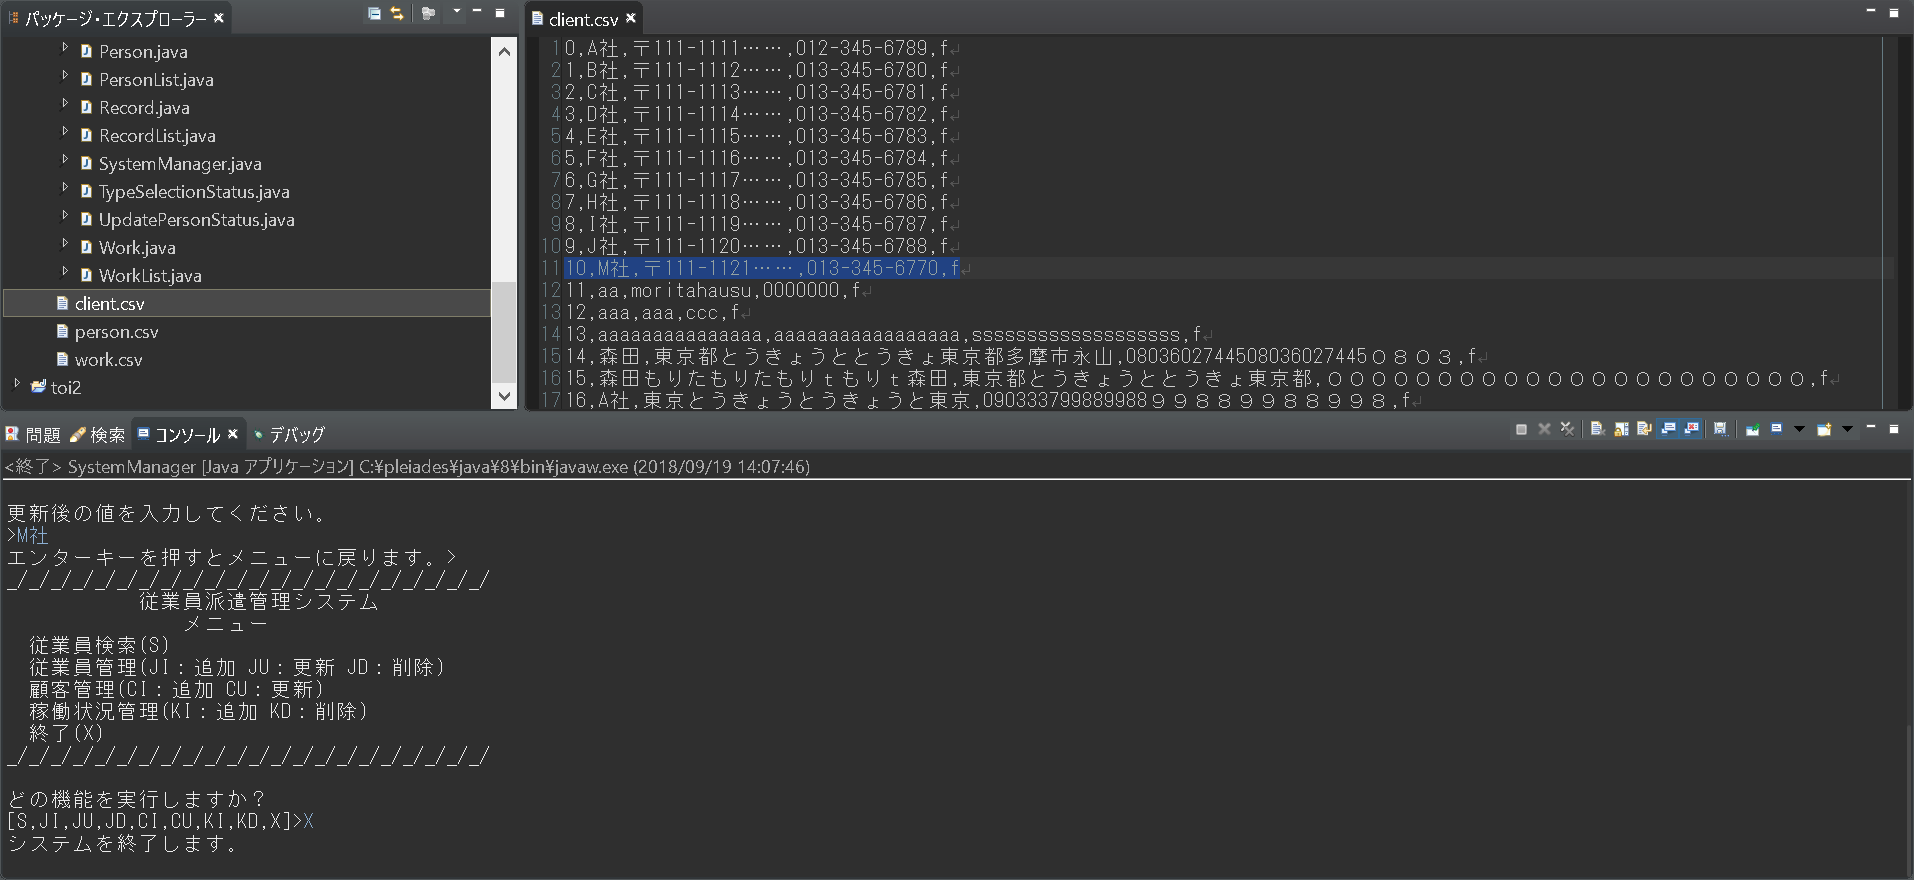 パッケージ・エクスプローラー
Person.java
PersonList.java
Record.java
RecordList.java
SystemManager.java
TypeSelectionStatus.java
UpdatePersonStatus.java
Work.java
WorkList.java
client.csv
person.csv
work.csv
toi2
client.csv
1 0,A社,〒111-1111……,012-345-6789,f
2 1,B社,〒111-1112……,013-345-6780,f
3 2,C社,〒111-1113……,013-345-6781,f
4 3,D社,〒111-1114……,013-345-6782,f
5 4,E社,〒111-1115……,013-345-6783,f
6 5,F社,〒111-1116……,013-345-6784,f
7 6,G社,〒111-1117……,013-345-6785,f
8 7,H社,〒111-1118……,013-345-6786,f
9 8,I社,〒111-1119……,013-345-6787,f
10 9,J社,〒111-1120……,013-345-6788,f
11 10,M社,〒111-1121……,013-345-6770,f
12 11,aa,moritahausu,0000000,f
13 12,aaa,aaa,ccc,f
14 13,aaaaaaaaaaaaaaa,aaaaaaaaaaaaaaaaa,sssssssssssssssssss,f
15 14,森田,東京都とうきょうととうきょ東京都多摩市永山,08036027445080360274450803,f
16 15,森田もりたもりたもりｔもりｔ森田,東京都とうきょうととうきょ東京都,００００００００００００００００００００００,f
17 16,A社,東京とうきょうとうきょうと東京,090333799889988９９８８９９８８９９８,f
問題 検索 コンソール デバッグ
<終了> SystemManager [Java アプリケーション] C:¥pleiades¥java¥8¥bin¥javaw.exe (2018/09/19 14:07:46)
更新後の値を入力してください。
>M社
エンターキーを押すとメニューに戻ります。>
_/_/_/_/_/_/_/_/_/_/_/_/_/_/_/_/_/_/_/_/_/_/
従業員派遣管理システム
メニュー
従業員検索(S)
従業員管理(JI：追加 JU：更新 JD：削除)
顧客管理(CI：追加 CU：更新)
稼働状況管理(KI：追加 KD：削除)
終了(X)
_/_/_/_/_/_/_/_/_/_/_/_/_/_/_/_/_/_/_/_/_/_/
どの機能を実行しますか？
[S,JI,JU,JD,CI,CU,KI,KD,X]>X
システムを終了します。